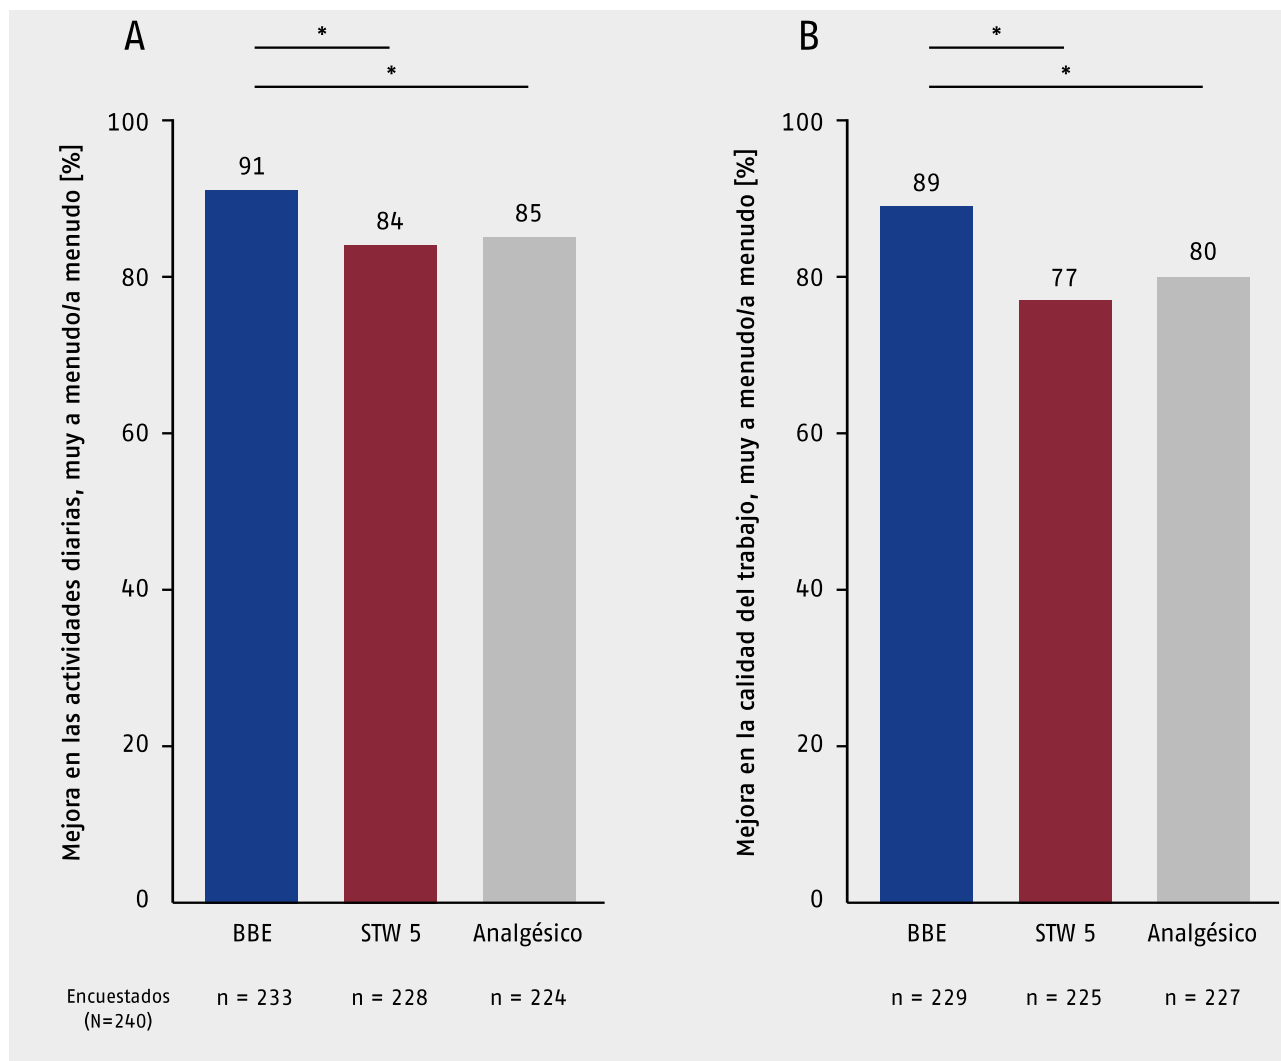 A
*
*
Mejora en las actividades diarias, muy a menudo/a menudo [%]
100
80
60
40
20
0
91
84
85
BBE
STW 5
Analgésico
Encuestados
(N=240)
n = 233
n = 228
n = 224
B
*
*
Mejora en la calidad del trabajo, muy a menudo/a menudo [%]
100
80
60
40
20
0
89
77
80
BBE
STW 5
Analgésico
n = 229
n = 225
n = 227